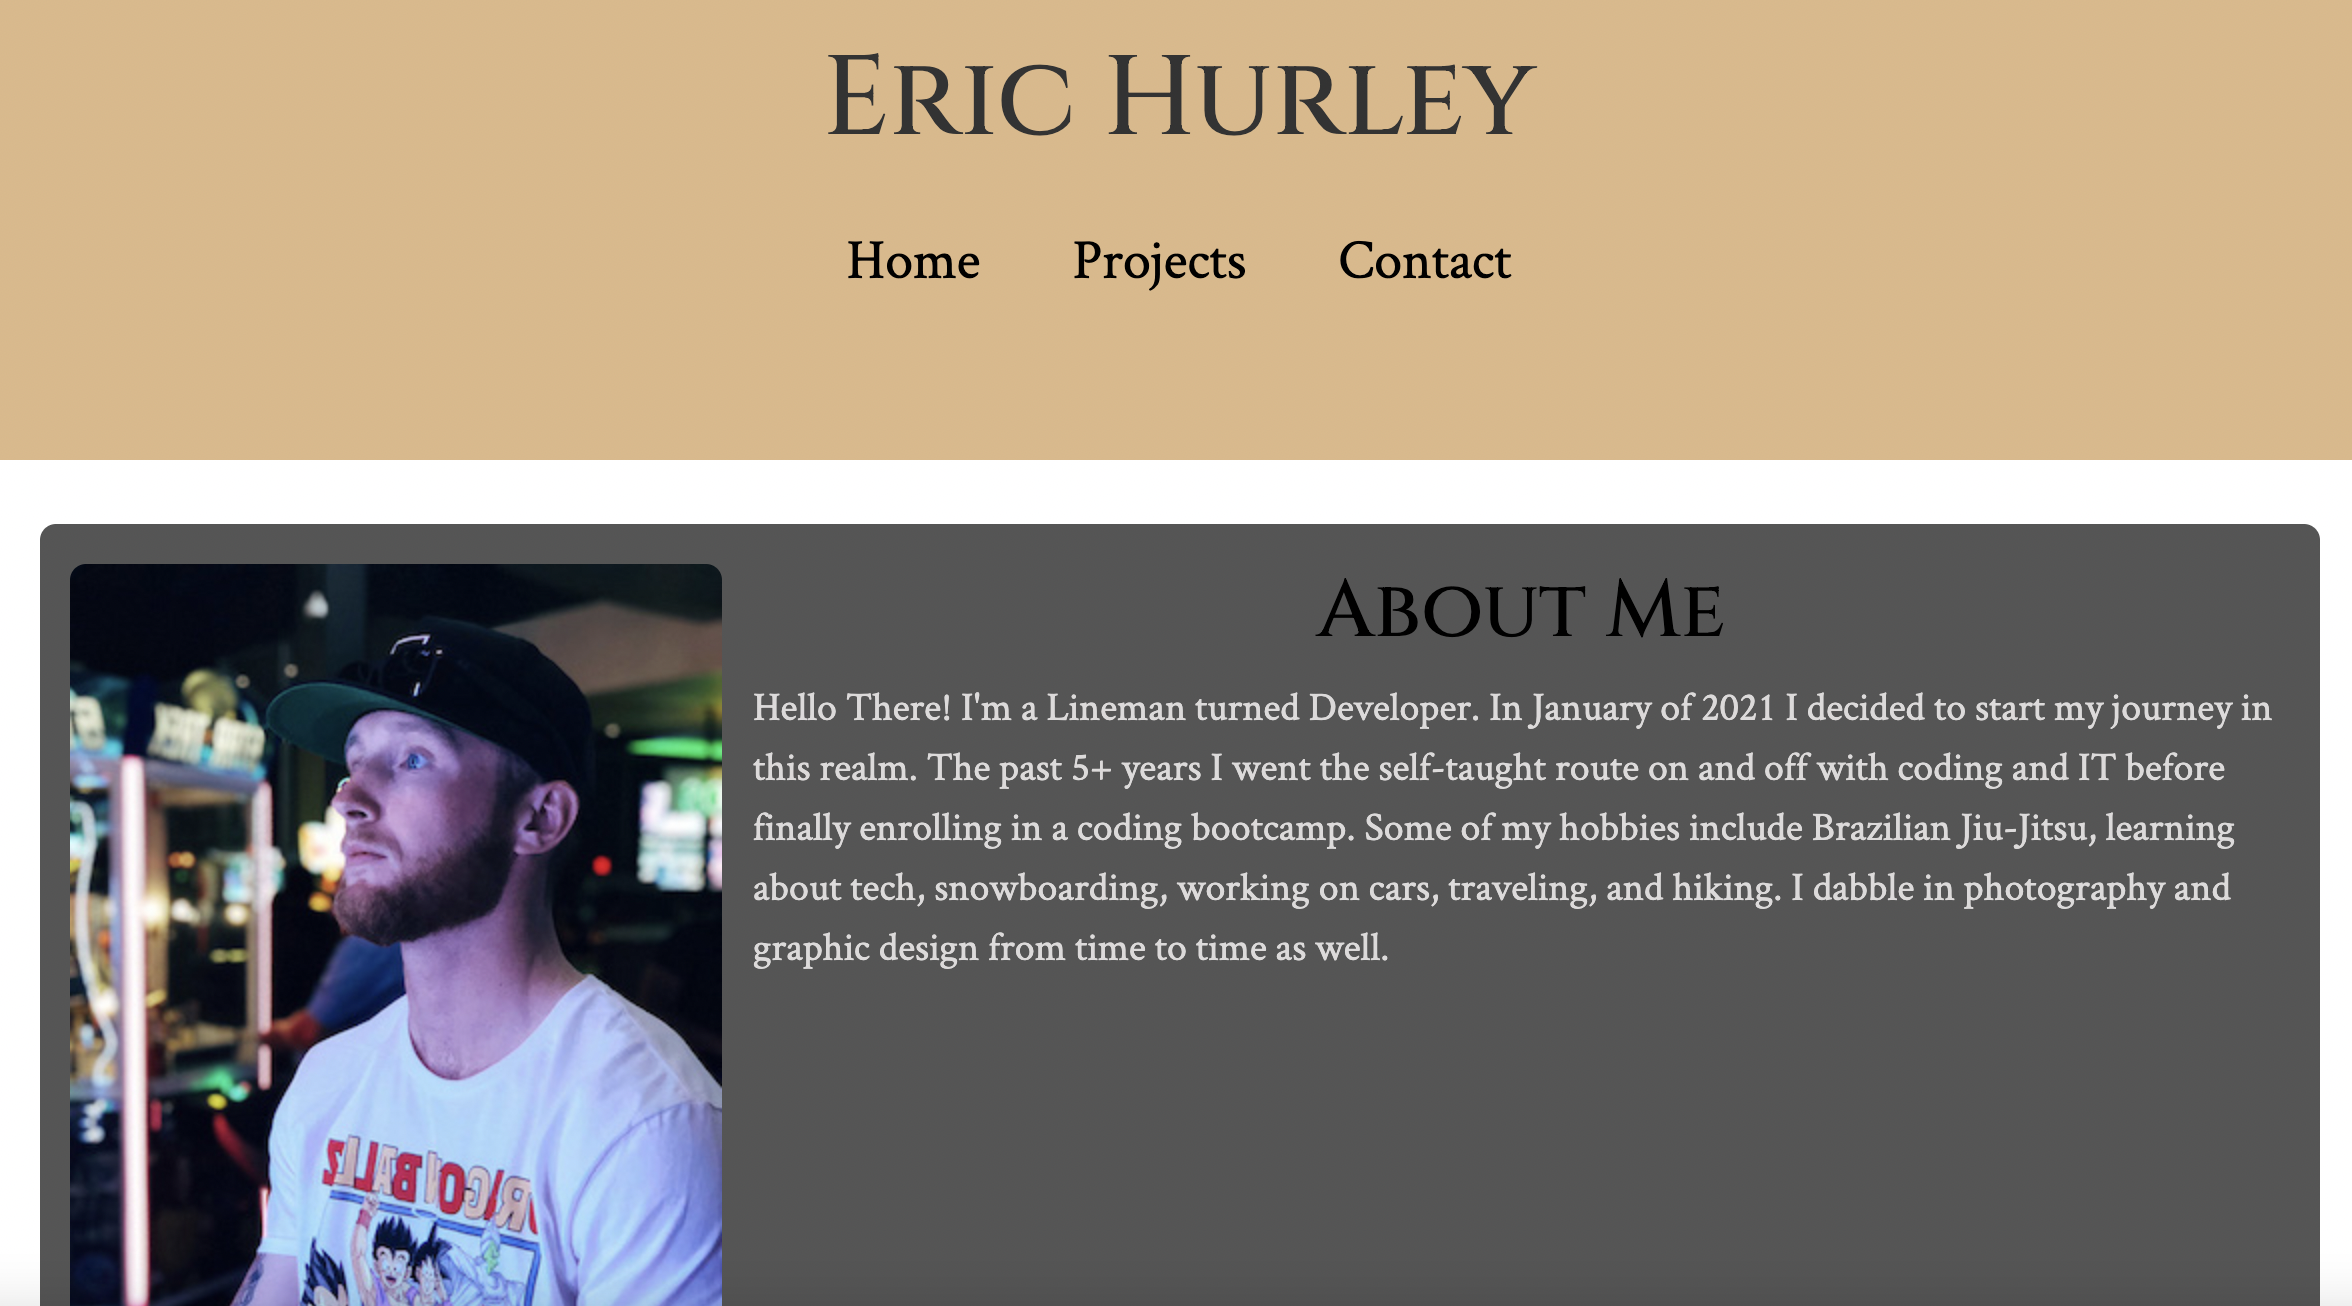 Eric Hurley
Home Projects Contact
About Me
Hello There! I'm a Lineman turned Developer. In January of 2021 I decided to start my journey in
this realm. The past 5+ years I went the self-taught route on and off with coding and IT before
finally enrolling in a coding bootcamp. Some of my hobbies include Brazilian Jiu-Jitsu, learning
about tech, snowboarding, working on cars, traveling, and hiking. I dabble in photography and
graphic design from time to time as well.
DRAGON BALL Z